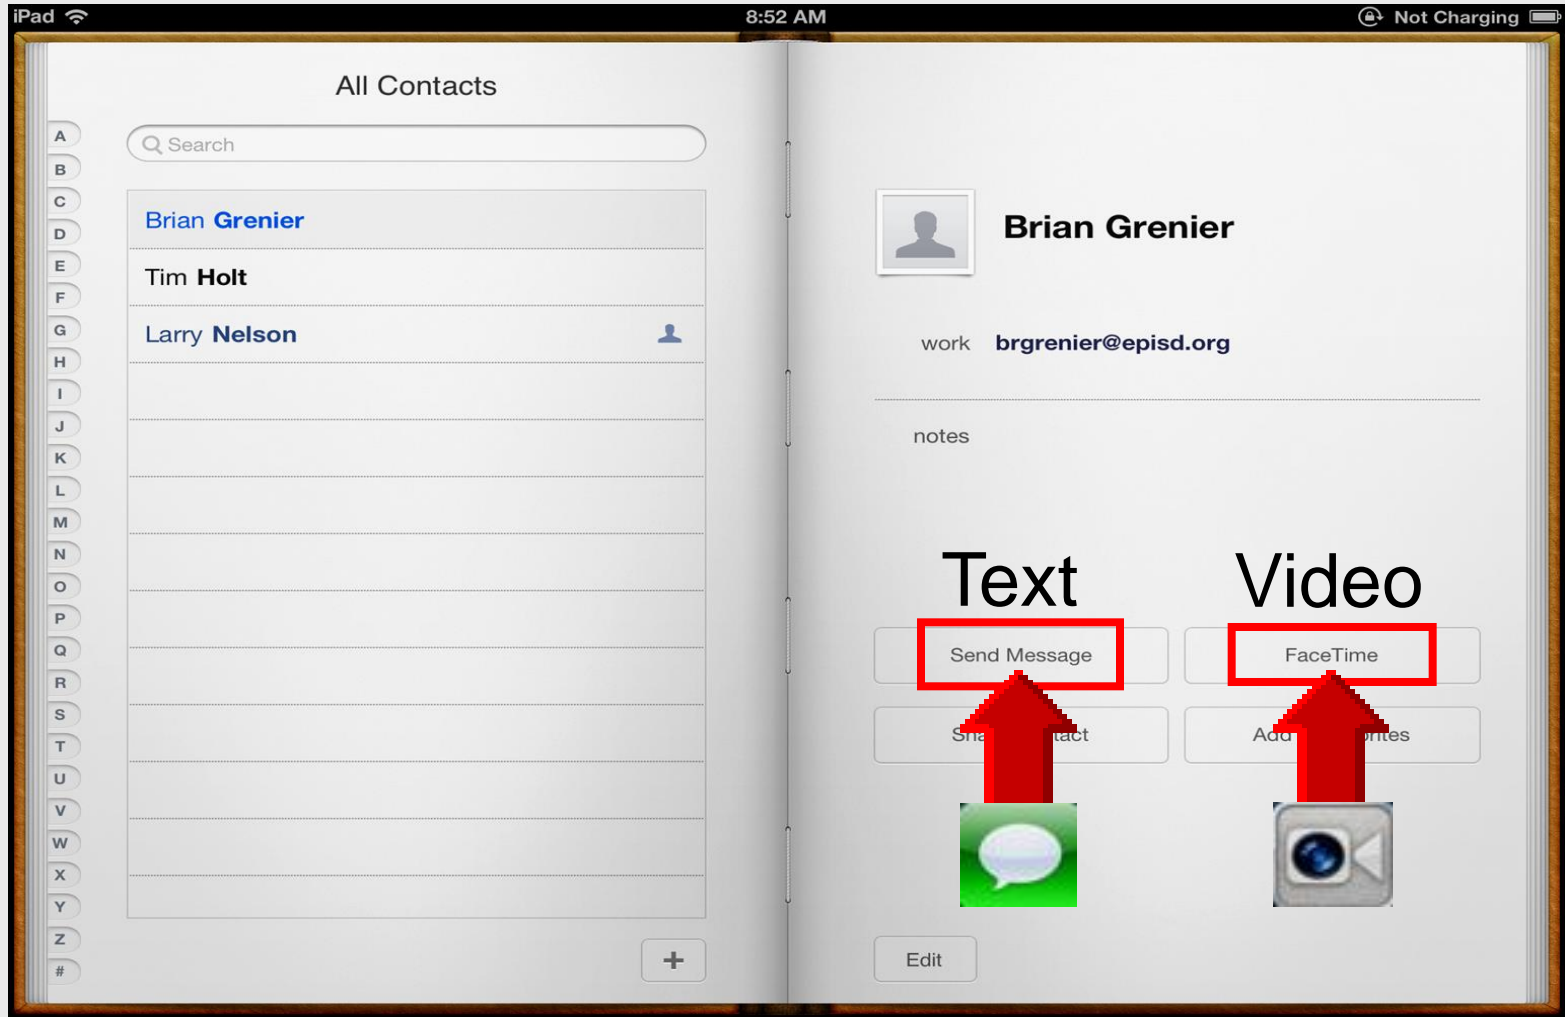 iPad
8:52 AM
Not Charging
All Contacts
Search
A
B
C
D
E
F
G
H
I
J
K
L
M
N
O
P
Q
R
S
T
U
V
W
X
Y
Z
#
Brian Grenier
Tim Holt
Larry Nelson
+
Brian Grenier
work brgrenier@episd.org
notes
Text Video
Send Message FaceTime
Add
Edit